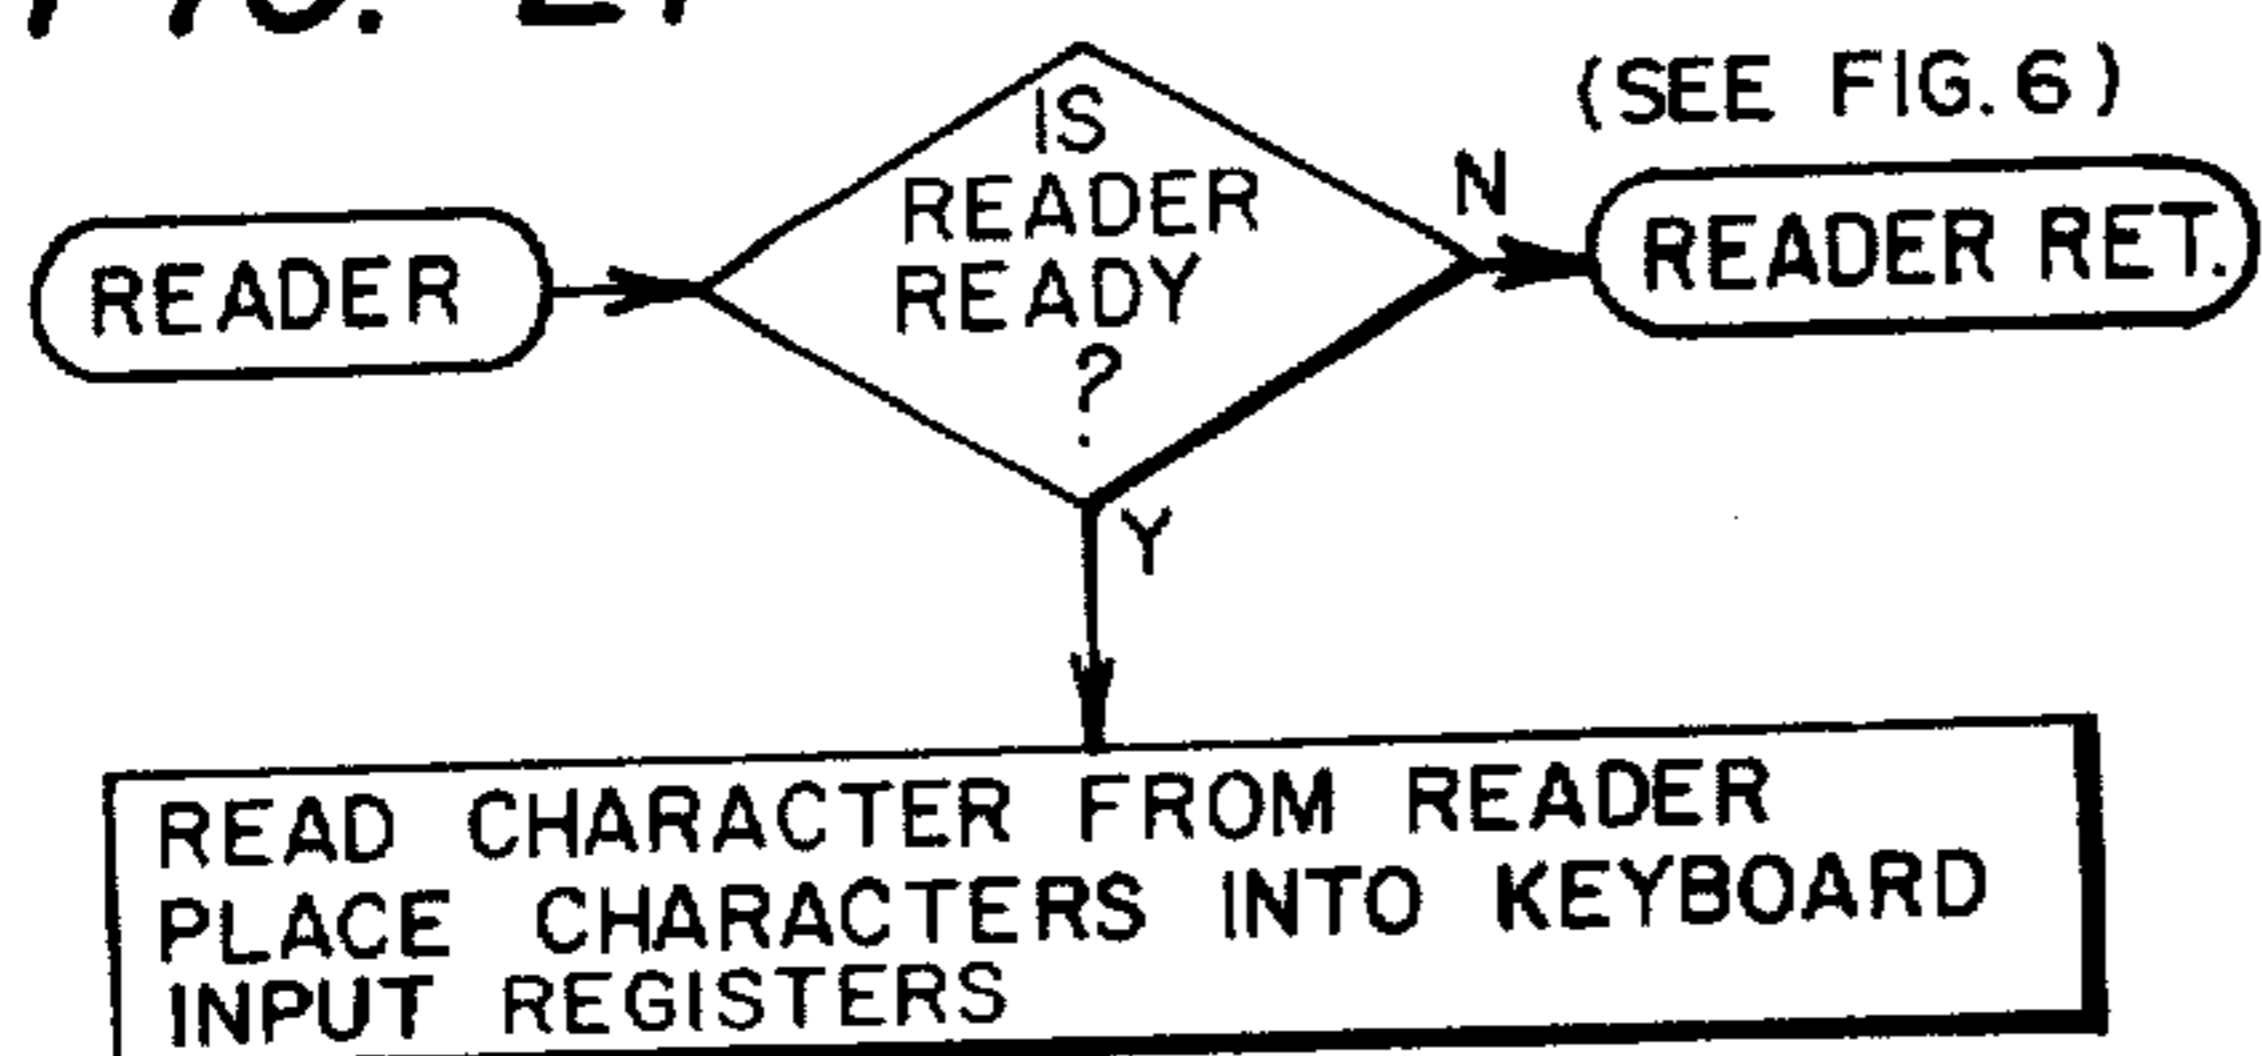 (SEE FIG. 6)
READER
IS
READER
READY
?
N
READER RET.
Y
READ CHARACTER FROM READER
PLACE CHARACTERS INTO KEYBOARD
INPUT REGISTERS